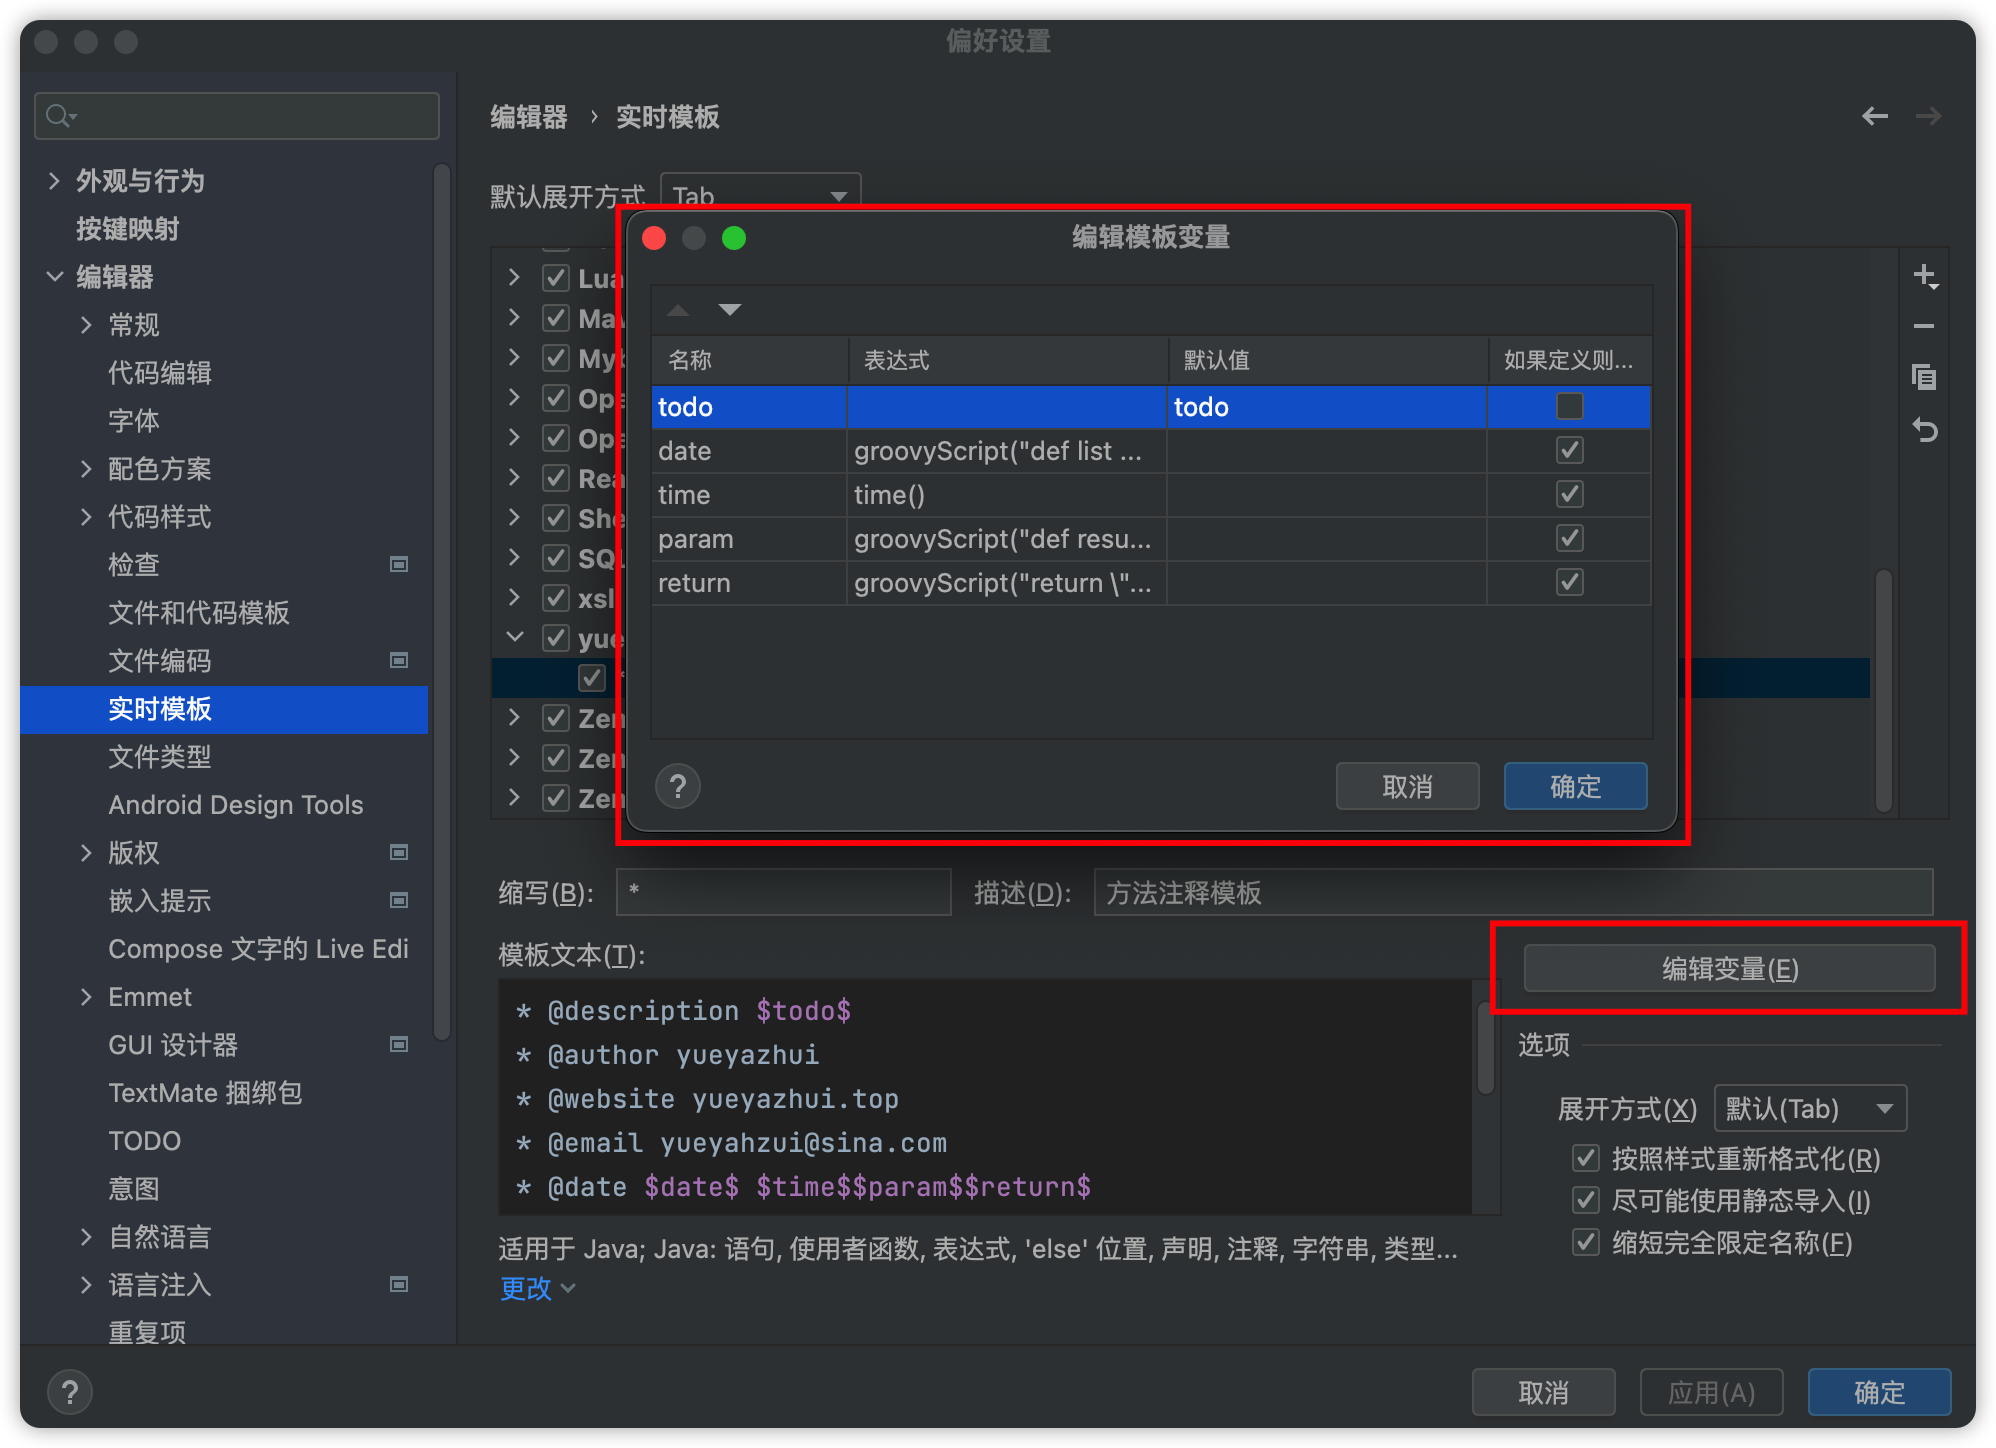 偏好设置
外观与行为
按键映射
编辑器
常规
代码编辑
字体
配色方案
代码样式
检查
文件和代码模板
文件编码
实时模板
文件类型
Android Design Tools
版权
嵌入提示
Compose 文字的 Live Edi
Emmet
GUI 设计器
TextMate 捆绑包
TODO
意图
自然语言
语言注入
重复项
编辑器 › 实时模板
默认展开方式 Tab
Lua
Ope
Ope
Rea
She
SQL
xsl
yue
Zen
Zen
Zen
编辑模板变量
名称 表达式 默认值 如果定义则...
todo todo
date groovyScript("def list ...
time time()
param groovyScript("def resu...
return groovyScript("return \"...
? 取消 确定
缩写(B): * 描述(D): 方法注释模板
模板文本(T):
编辑变量(E)
* @description $todo$
* @author yueyazhui
* @website yueyazhui.top
* @email yueyahzui@sina.com
* @date $date$ $time$$param$$return$
选项
展开方式(X) 默认(Tab)
按照样式重新格式化(R)
尽可能使用静态导入(I)
缩短完全限定名称(F)
适用于 Java; Java: 语句, 使用者函数, 表达式, 'else' 位置, 声明, 注释, 字符串, 类型...
更改
? 取消 应用(A) 确定